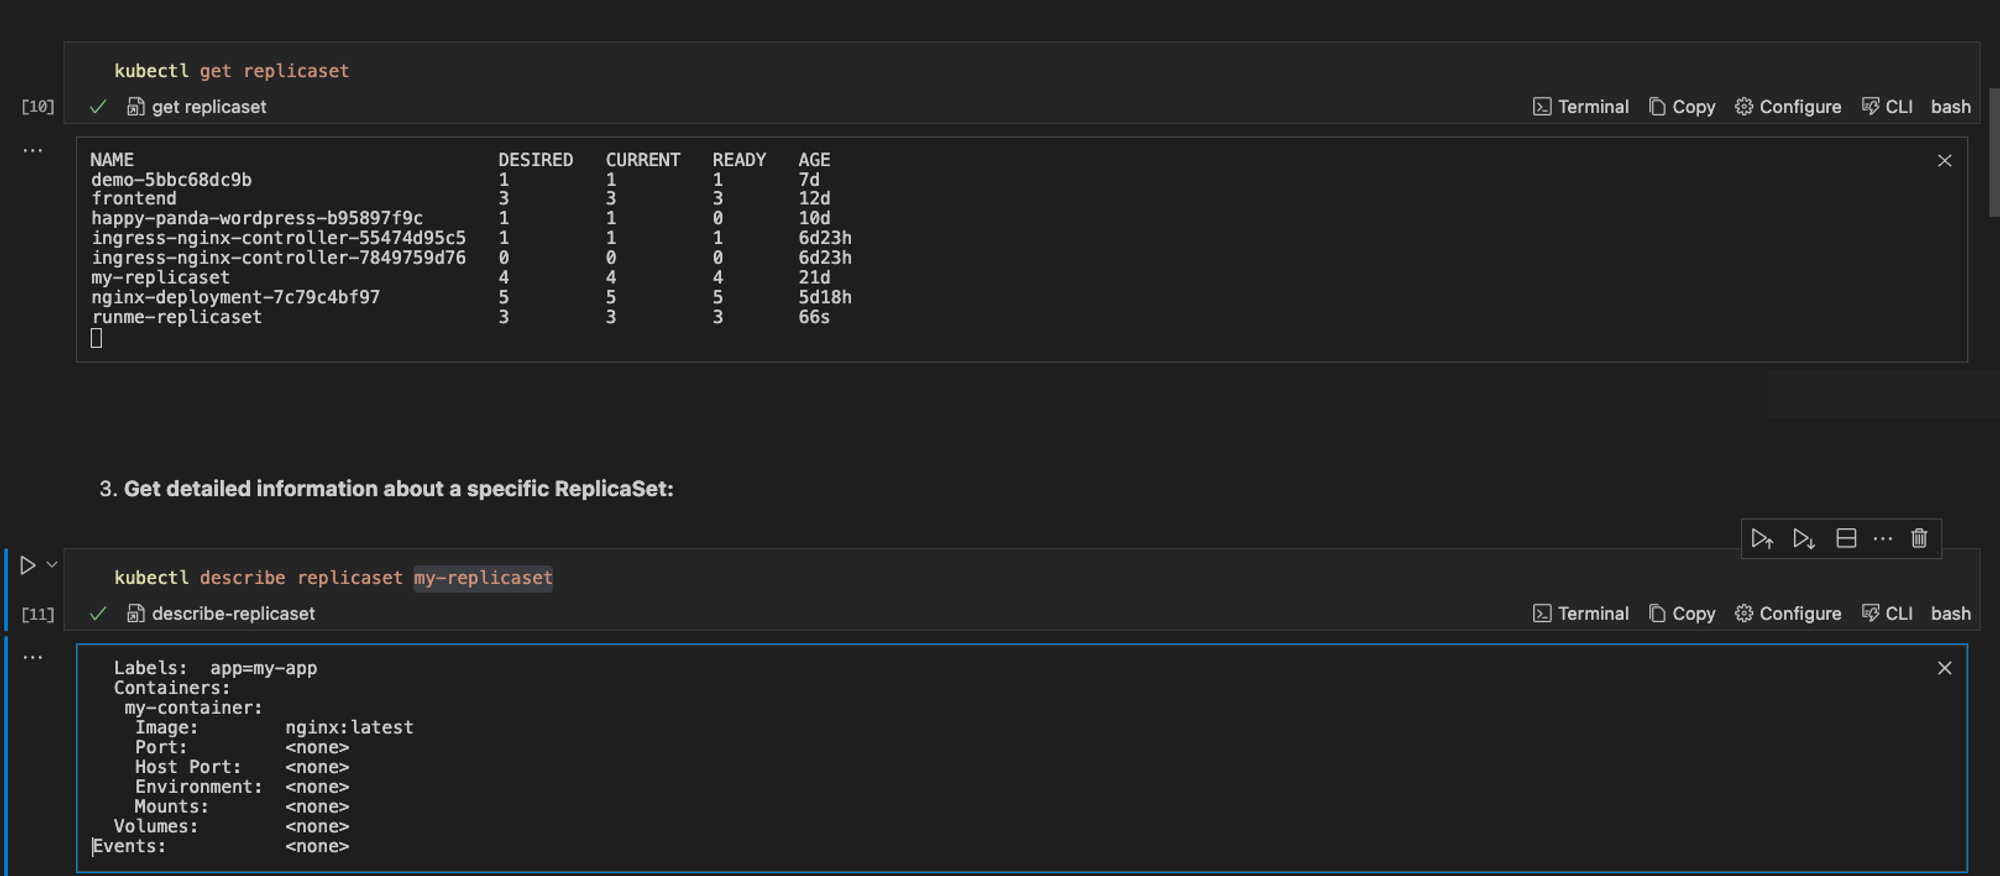 kubectl get replicaset
[10] get replicaset Terminal Copy Configure CLI bash
...
NAME DESIRED CURRENT READY AGE
demo-5bbc68dc9b 1 1 1 7d
frontend 3 3 3 12d
happy-panda-wordpress-b95897f9c 1 1 0 10d
ingress-nginx-controller-55474d95c5 1 1 1 6d23h
ingress-nginx-controller-7849759d76 0 0 0 6d23h
my-replicaset 4 4 4 21d
nginx-deployment-7c79c4bf97 5 5 5 5d18h
runme-replicaset 3 3 3 66s
3. Get detailed information about a specific ReplicaSet:
kubectl describe replicaset my-replicaset
[11] describe-replicaset Terminal Copy Configure CLI bash
...
Labels: app=my-app
Containers:
my-container:
Image: nginx:latest
Port: <none>
Host Port: <none>
Environment: <none>
Mounts: <none>
Volumes: <none>
Events: <none>